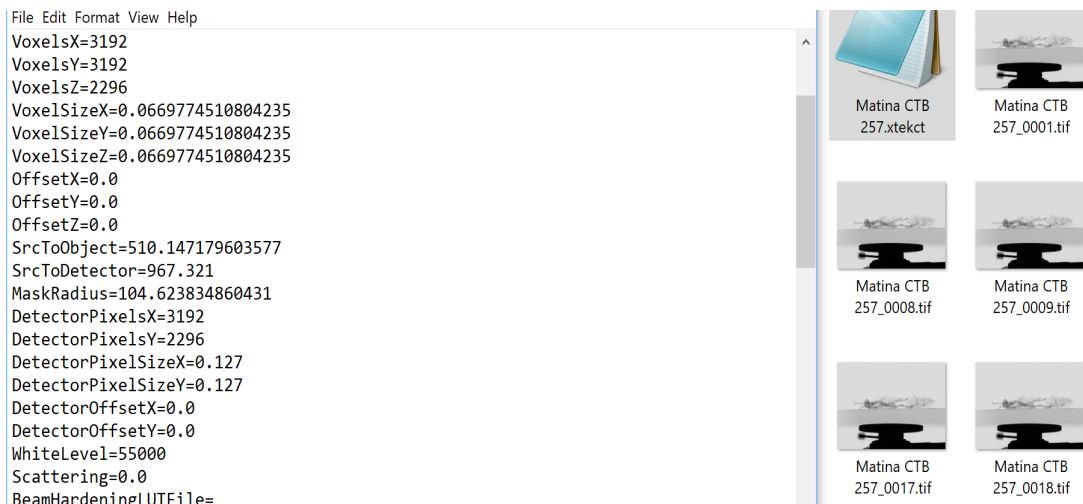 File Edit Format View Help
VoxelsX=3192
VoxelsY=3192
VoxelsZ=2296
VoxelSizeX=0.0669774510804235
VoxelSizeY=0.0669774510804235
VoxelSizeZ=0.0669774510804235
OffsetX=0.0
OffsetY=0.0
OffsetZ=0.0
SrcToObject=510.147179603577
SrcToDetector=967.321
MaskRadius=104.623834860431
DetectorPixelsX=3192
DetectorPixelsY=2296
DetectorPixelSizeX=0.127
DetectorPixelSizeY=0.127
DetectorOffsetX=0.0
DetectorOffsetY=0.0
WhiteLevel=55000
Scattering=0.0
BeamHardeningLUTFile=
Matina CTB
257.xtekct
Matina CTB
257_0001.tif
Matina CTB
257_0008.tif
Matina CTB
257_0009.tif
Matina CTB
257_0017.tif
Matina CTB
257_0018.tif